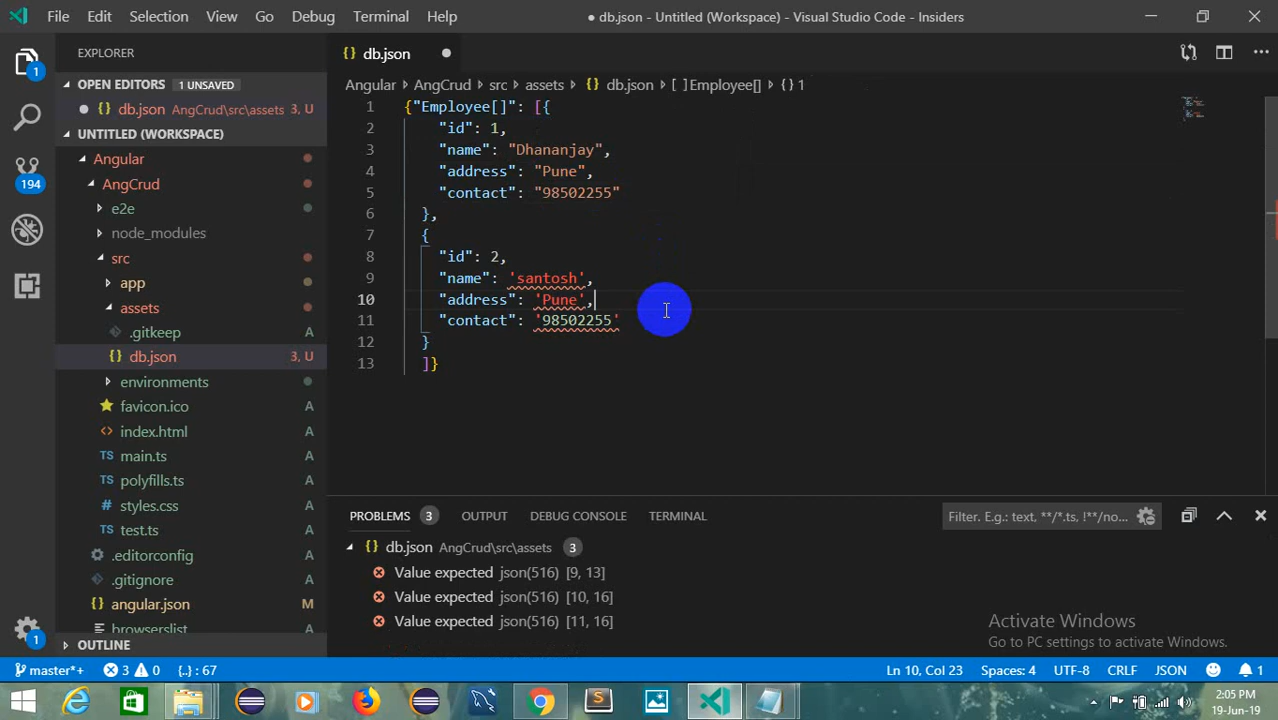 File Edit Selection View Go Debug Terminal Help ● db.json - Untitled (Workspace) - Visual Studio Code - Insiders
EXPLORER
OPEN EDITORS 1 UNSAVED
db.json AngCrud\src\assets 3, U
UNTITLED (WORKSPACE)
Angular
AngCrud
e2e
node_modules
src
app
assets
.gitkeep
db.json 3, U
environments
favicon.ico A
index.html A
main.ts A
polyfills.ts A
styles.css A
test.ts A
.editorconfig A
.gitignore A
angular.json M
browserslist A
OUTLINE
1
194
1
db.json
Angular > AngCrud > src > assets > {} db.json > [ ] Employee[] > {} 1
1 {"Employee[]": [{
2 "id": 1,
3 "name": "Dhananjay",
4 "address": "Pune",
5 "contact": "98502255"
6 },
7 {
8 "id": 2,
9 "name": 'santosh',
10 "address": 'Pune',
11 "contact": '98502255'
12 }
13 ]}
PROBLEMS 3 OUTPUT DEBUG CONSOLE TERMINAL Filter. E.g.: text, **/*.ts, !**/no...
db.json AngCrud\src\assets 3
Value expected json(516) [9, 13]
Value expected json(516) [10, 16]
Value expected json(516) [11, 16]
Activate Windows
Go to PC settings to activate Windows.
master*+ 3 0 {..} : 67 Ln 10, Col 23 Spaces: 4 UTF-8 CRLF JSON 1
2:05 PM
19-Jun-19